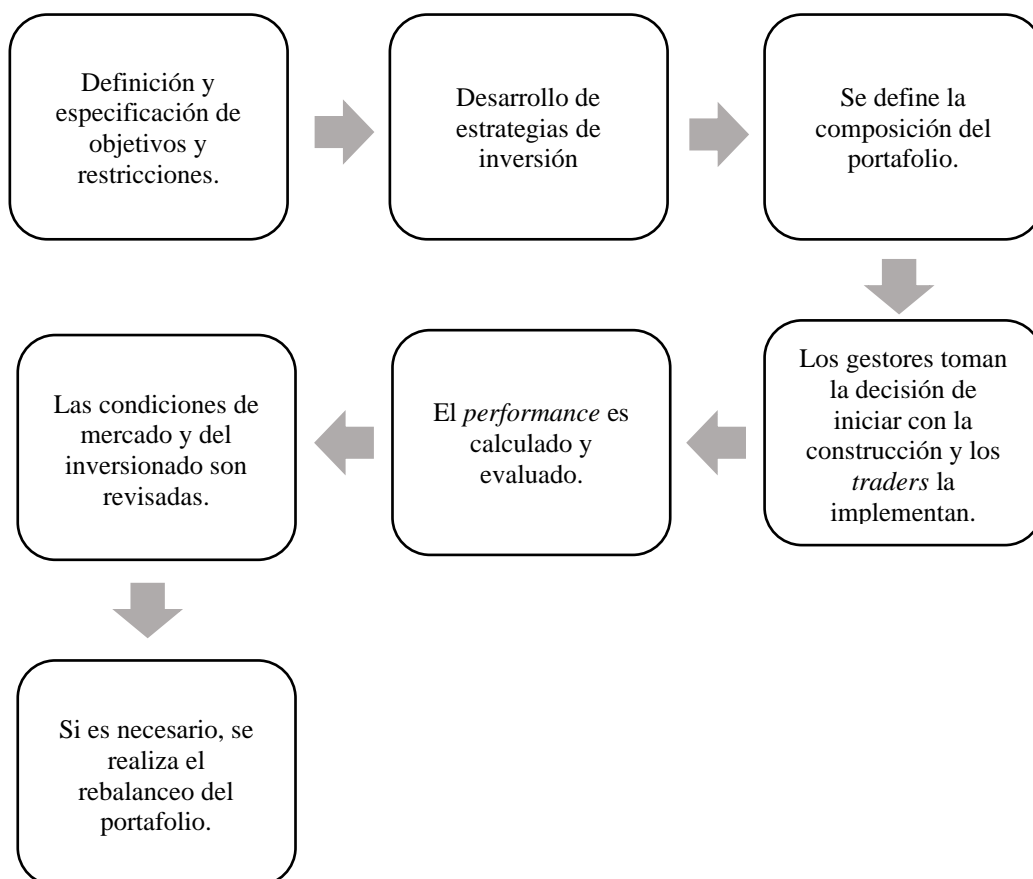 Definición y
especificación de
objetivos y
restricciones.
Desarrollo de
estrategias de
inversión
Se define la
composición del
portafolio.
Los gestores toman
la decisión de
iniciar con la
construcción y los
traders la
implementan.
El performance es
calculado y
evaluado.
Las condiciones de
mercado y del
inversionado son
revisadas.
Si es necesario, se
realiza el
rebalanceo del
portafolio.